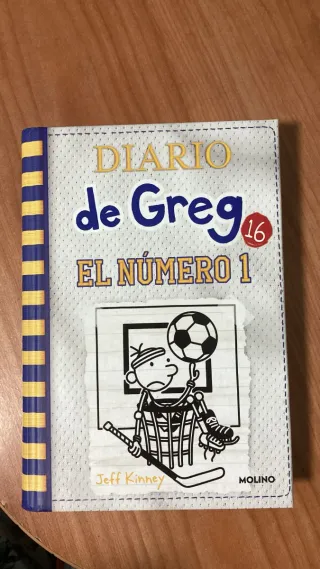 DIARIO
de Greg
16
EL NÚMERO 1
Jeff Kinney
MOLINO